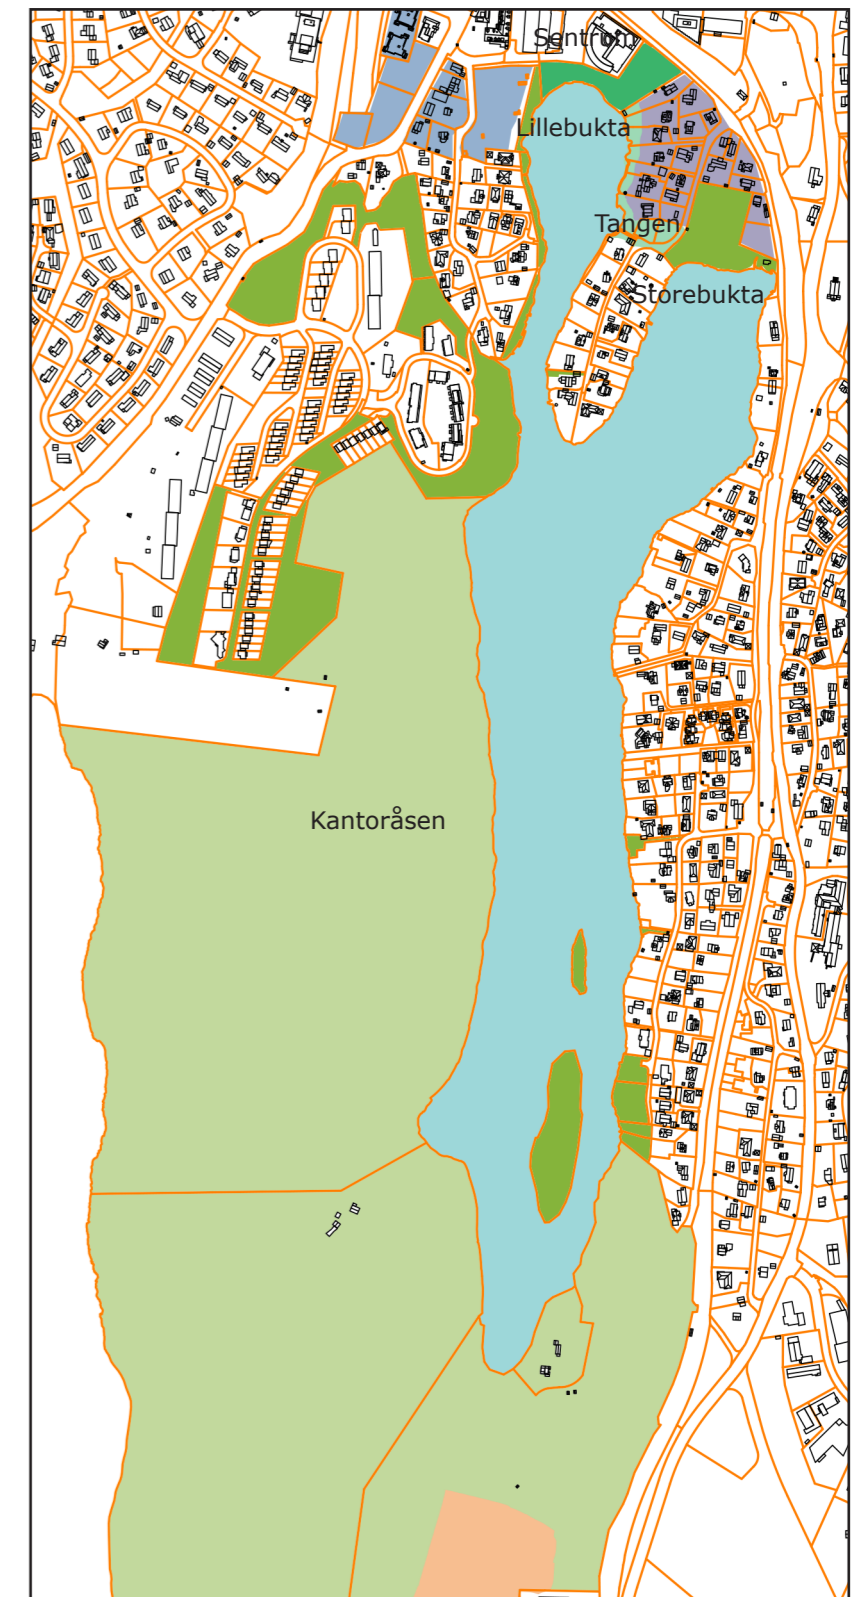 Sentrum
Lillebukta
Tangen
Storebukta
Kantoråsen